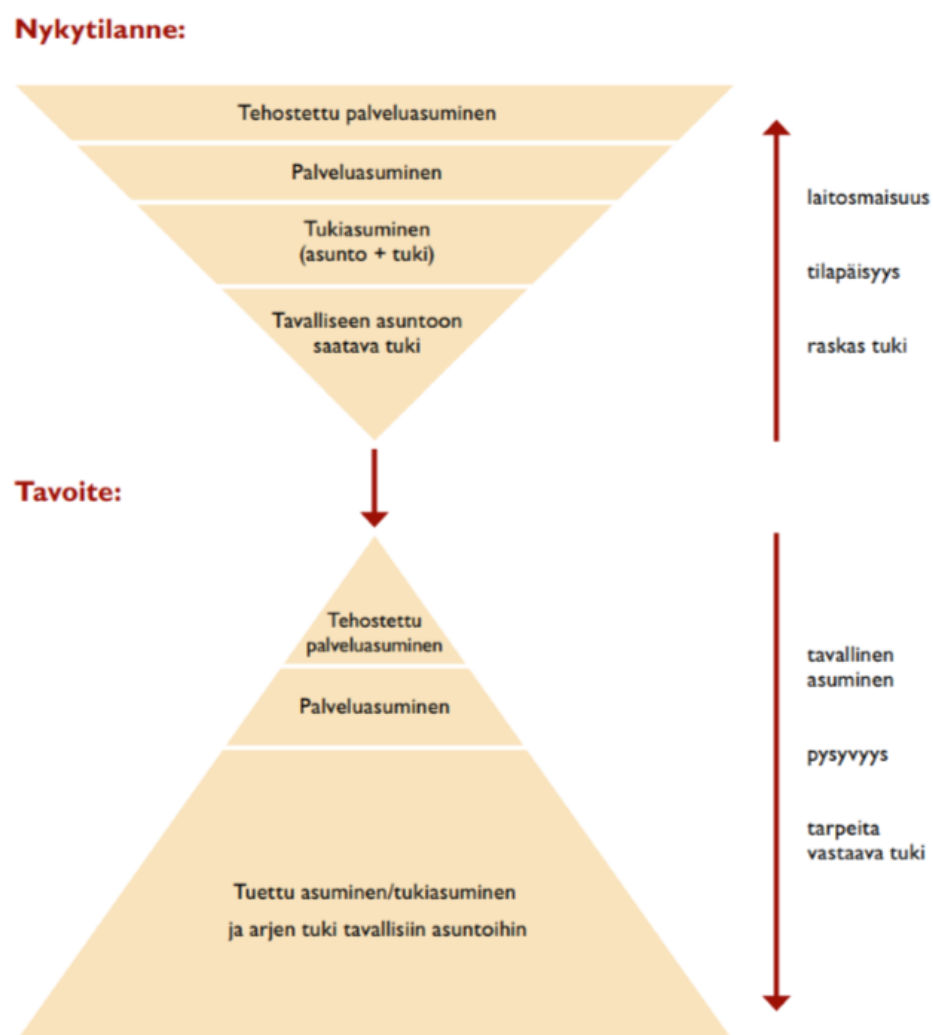 Nykytilanne:
Tehostettu palveluasuminen
Palveluasuminen
Tukiasuminen
(asunto + tuki)
Tavalliseen asuntoon
saatava tuki
laitosmaisuus
tilapäisyys
raskas tuki
Tavoite:
Tehostettu
palveluasuminen
Palveluasuminen
Tuettu asuminen/tukiasuminen
ja arjen tuki tavallisiin asuntoihin
tavallinen
asuminen
pysyvyys
tarpeita
vastaava tuki